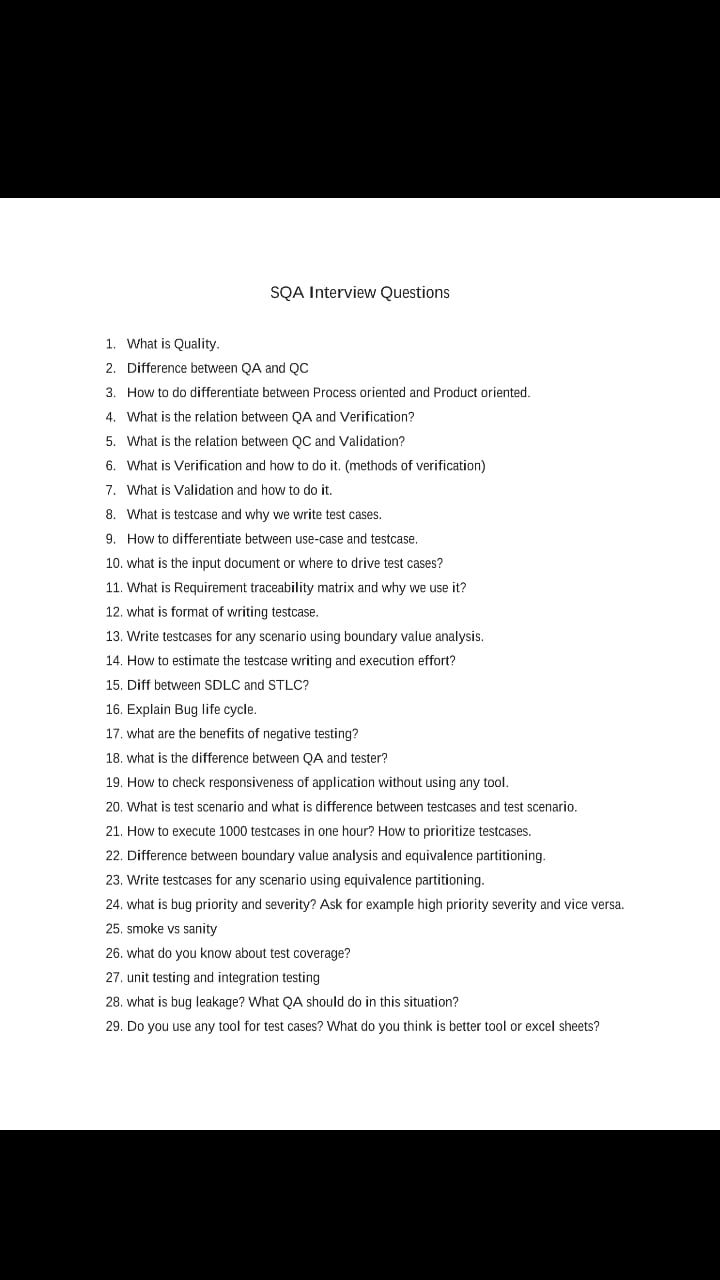 SQA Interview Questions
1. What is Quality.
2. Difference between QA and QC
3. How to do differentiate between Process oriented and Product oriented.
4. What is the relation between QA and Verification?
5. What is the relation between QC and Validation?
6. What is Verification and how to do it. (methods of verification)
7. What is Validation and how to do it.
8. What is testcase and why we write test cases.
9. How to differentiate between use-case and testcase.
10. what is the input document or where to drive test cases?
11. What is Requirement traceability matrix and why we use it?
12. what is format of writing testcase.
13. Write testcases for any scenario using boundary value analysis.
14. How to estimate the testcase writing and execution effort?
15. Diff between SDLC and STLC?
16. Explain Bug life cycle.
17. what are the benefits of negative testing?
18. what is the difference between QA and tester?
19. How to check responsiveness of application without using any tool.
20. What is test scenario and what is difference between testcases and test scenario.
21. How to execute 1000 testcases in one hour? How to prioritize testcases.
22. Difference between boundary value analysis and equivalence partitioning.
23. Write testcases for any scenario using equivalence partitioning.
24. what is bug priority and severity? Ask for example high priority severity and vice versa.
25. smoke vs sanity
26. what do you know about test coverage?
27. unit testing and integration testing
28. what is bug leakage? What QA should do in this situation?
29. Do you use any tool for test cases? What do you think is better tool or excel sheets?